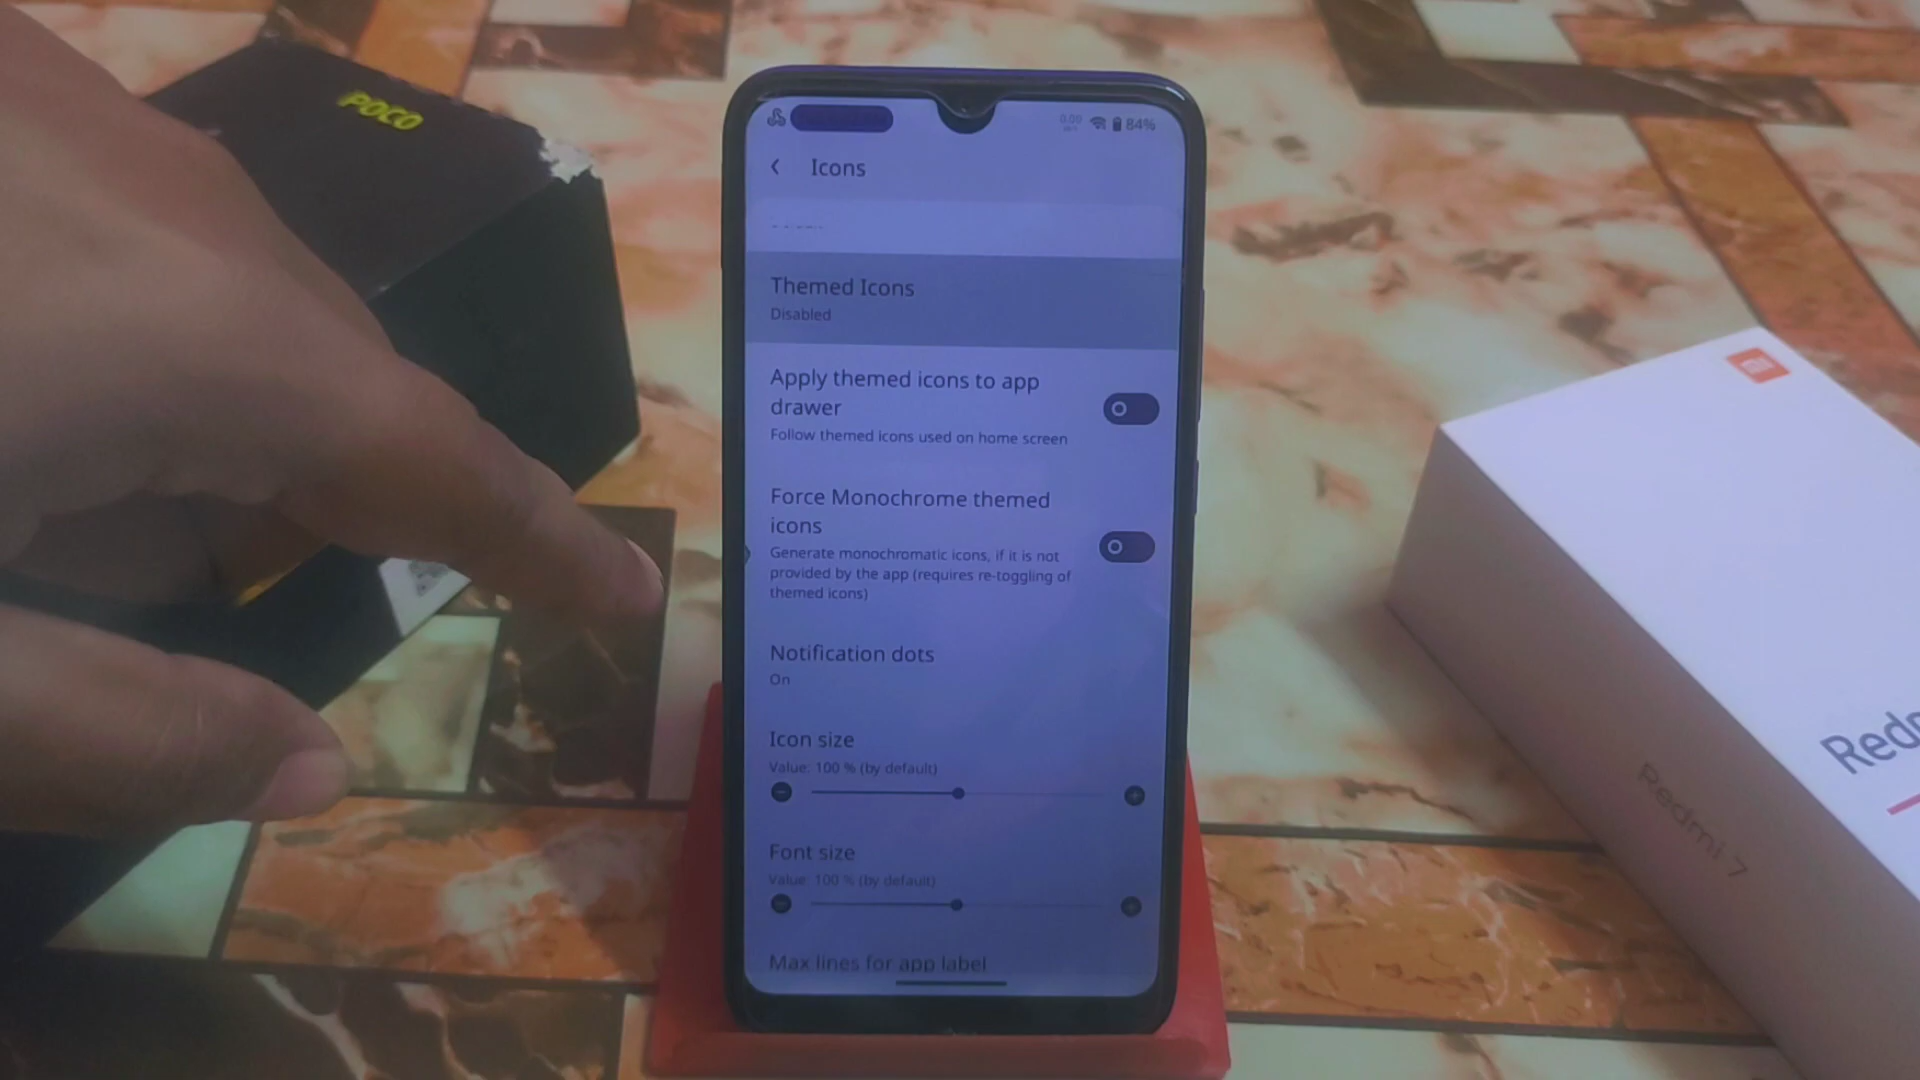 POCO
0.00
84%
Icons
Themed Icons
Disabled
Apply themed icons to app
drawer
Follow themed icons used on home screen
Force Monochrome themed
icons
Generate monochromatic icons, if it is not
provided by the app (requires re-toggling of
themed icons)
Notification dots
On
Icon size
Value: 100 % (by default)
Font size
Value: 100 % (by default)
Max lines for app label
Redmi 7